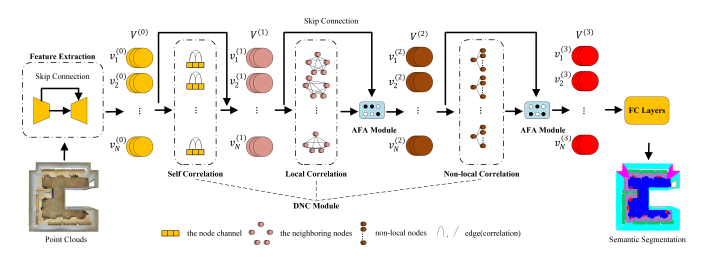 Skip Connection
V^(0)
V^(1)
V^(2)
V^(3)
Feature Extraction
Skip Connection
v_1^(0)
v_2^(0)
⋮
v_N^(0)
v_1^(1)
v_2^(1)
⋮
v_N^(1)
v_1^(2)
v_2^(2)
⋮
v_N^(2)
v_1^(3)
v_2^(3)
⋮
v_N^(3)
AFA Module
AFA Module
FC Layers
Self Correlation
Local Correlation
Non-local Correlation
DNC Module
Point Clouds
the node channel
the neighboring nodes
non-local nodes
edge(correlation)
Semantic Segmentation